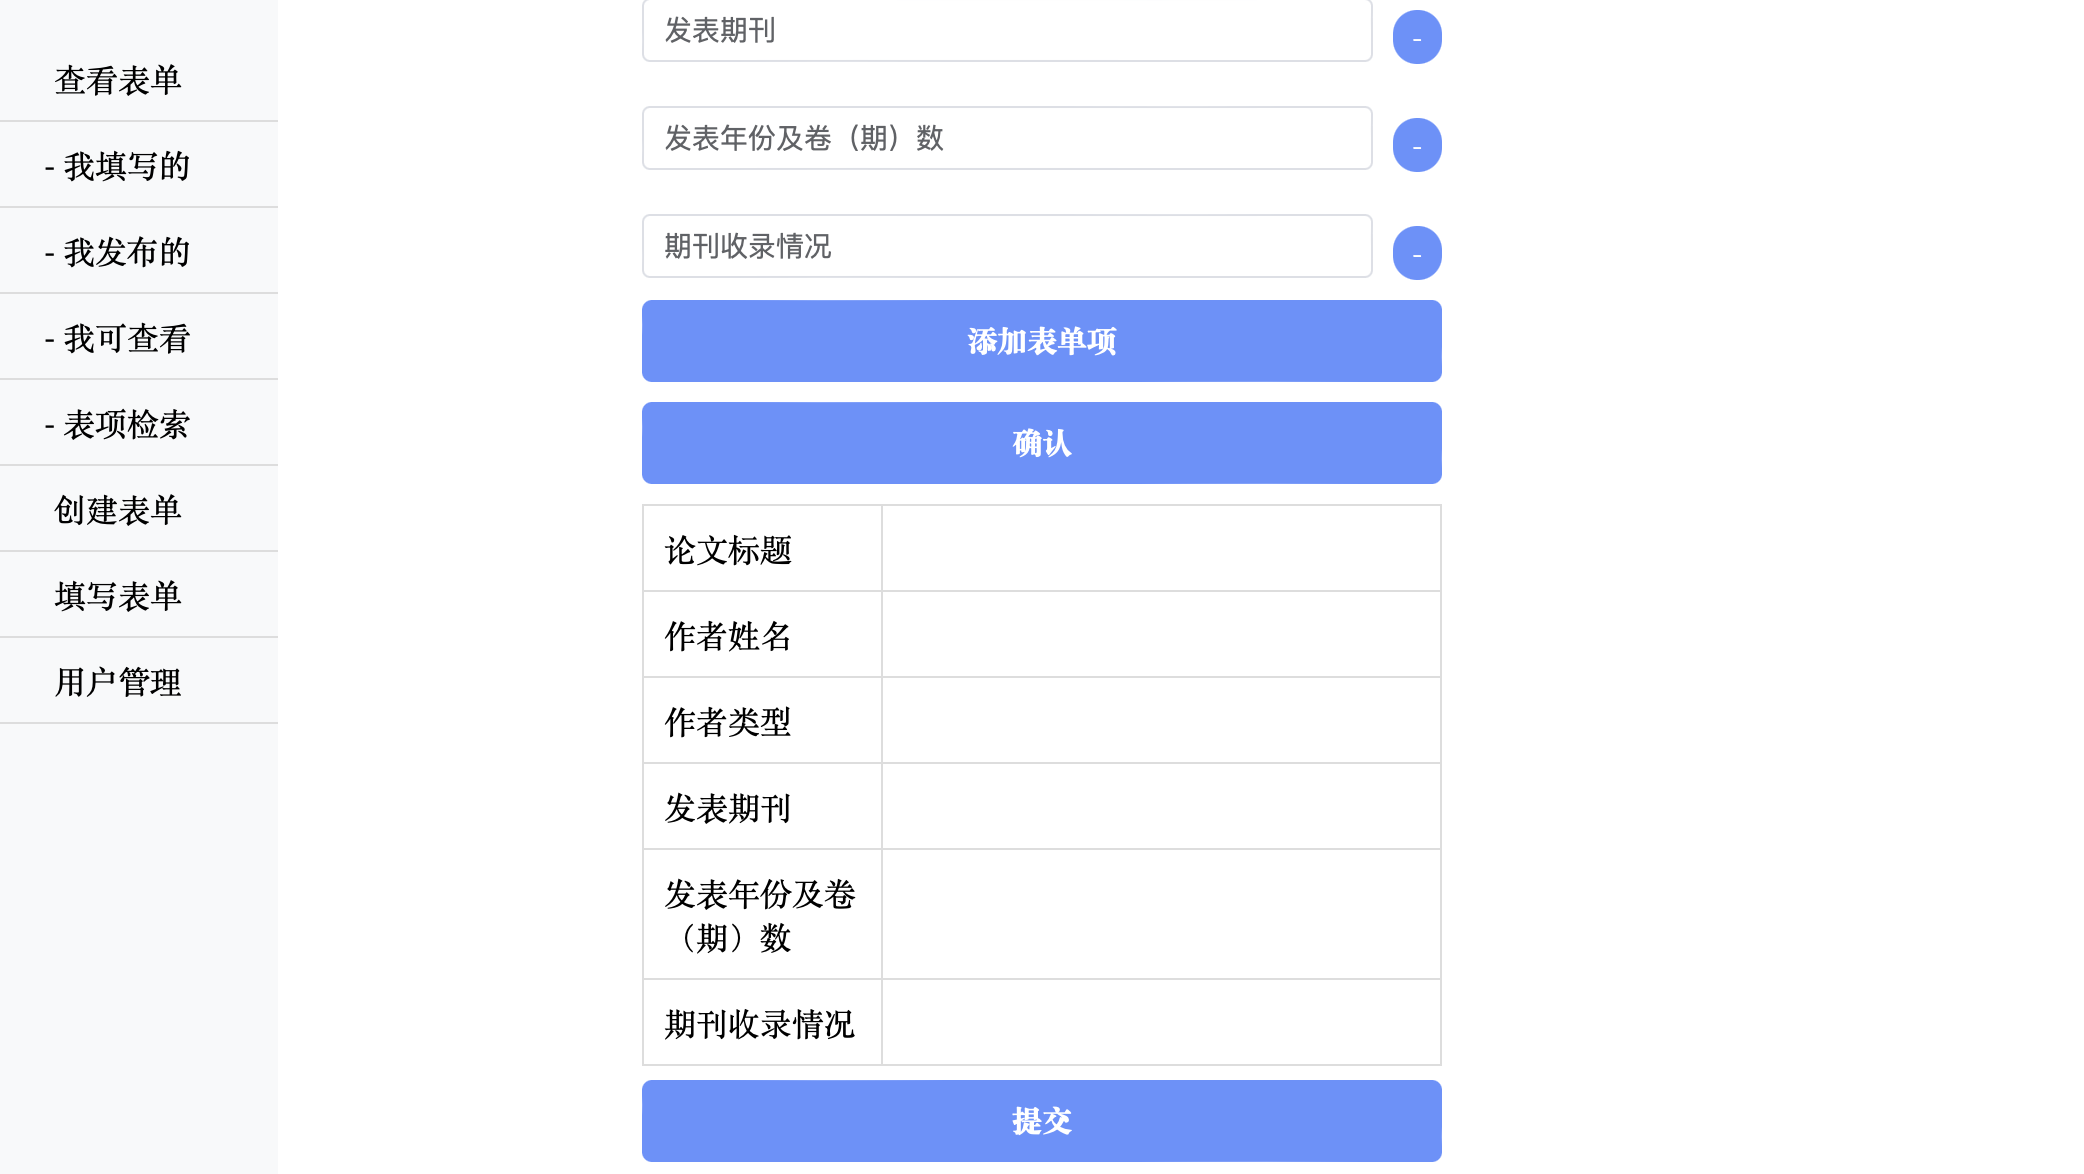 查看表单
- 我填写的
- 我发布的
- 我可查看
- 表项检索
创建表单
填写表单
用户管理
发表期刊
-
发表年份及卷（期）数
-
期刊收录情况
-
添加表单项
确认
论文标题
作者姓名
作者类型
发表期刊
发表年份及卷
（期）数
期刊收录情况
提交